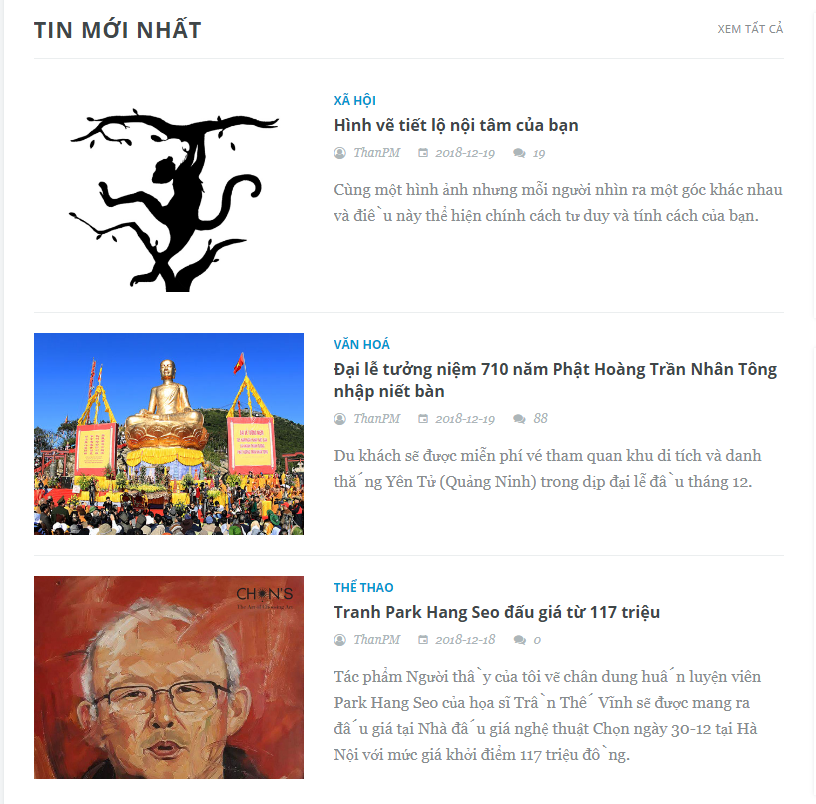 TIN MỚI NHẤT
XEM TẤT CẢ
XÃ HỘI
Hình vẽ tiết lộ nội tâm của bạn
ThanPM 2018-12-19 19
Cùng một hình ảnh nhưng mỗi người nhìn ra một góc khác nhau
và điều này thể hiện chính cách tư duy và tính cách của bạn.
VĂN HOÁ
Đại lễ tưởng niệm 710 năm Phật Hoàng Trần Nhân Tông
nhập niết bàn
ThanPM 2018-12-19 88
Du khách sẽ được miễn phí vé tham quan khu di tích và danh
thắng Yên Tử (Quảng Ninh) trong dịp đại lễ đầu tháng 12.
CHỌN'S
THỂ THAO
Tranh Park Hang Seo đấu giá từ 117 triệu
ThanPM 2018-12-18 0
Tác phẩm Người thầy của tôi vẽ chân dung huấn luyện viên
Park Hang Seo của họa sĩ Trần Thế Vĩnh sẽ được mang ra
đấu giá tại Nhà đấu giá nghệ thuật Chọn ngày 30-12 tại Hà
Nội với mức giá khởi điểm 117 triệu đồng.